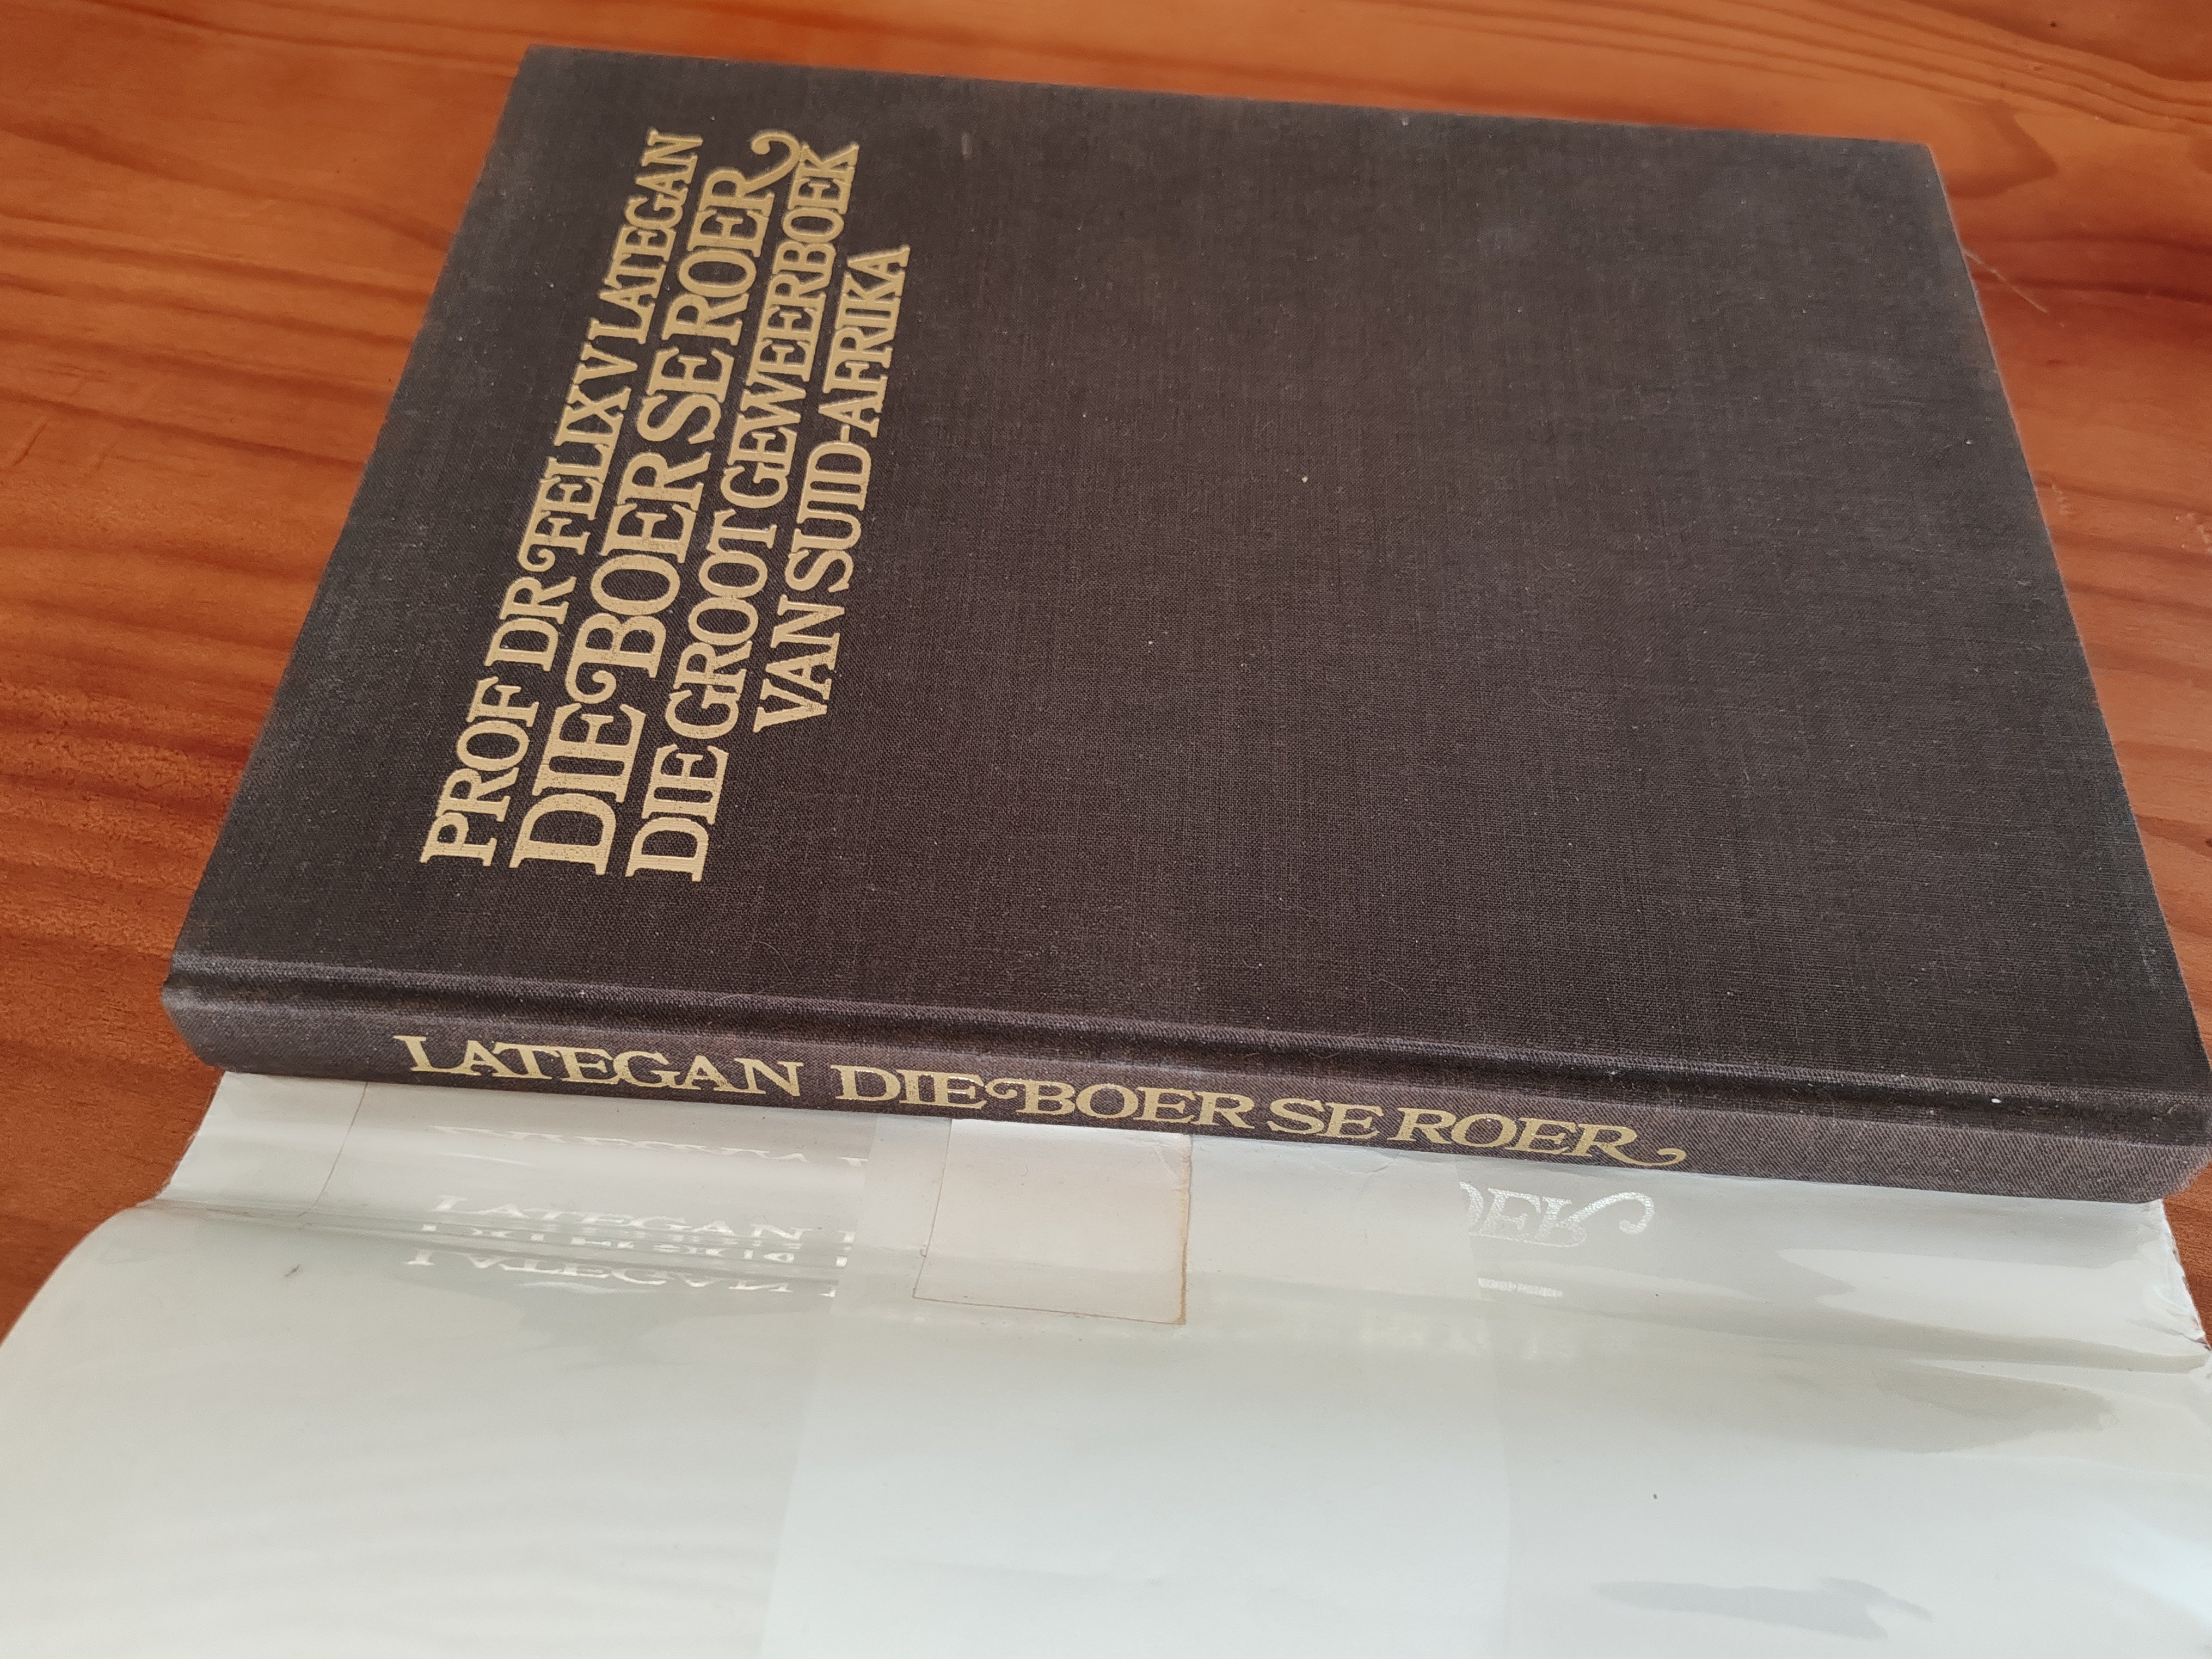 PROF DR FELIX V LATEGAN
DIE BOER SE ROER
DIE GROOT GEWEERBOEK
VAN SUID-AFRIKA
LATEGAN DIE BOER SE ROER
LATEGAN